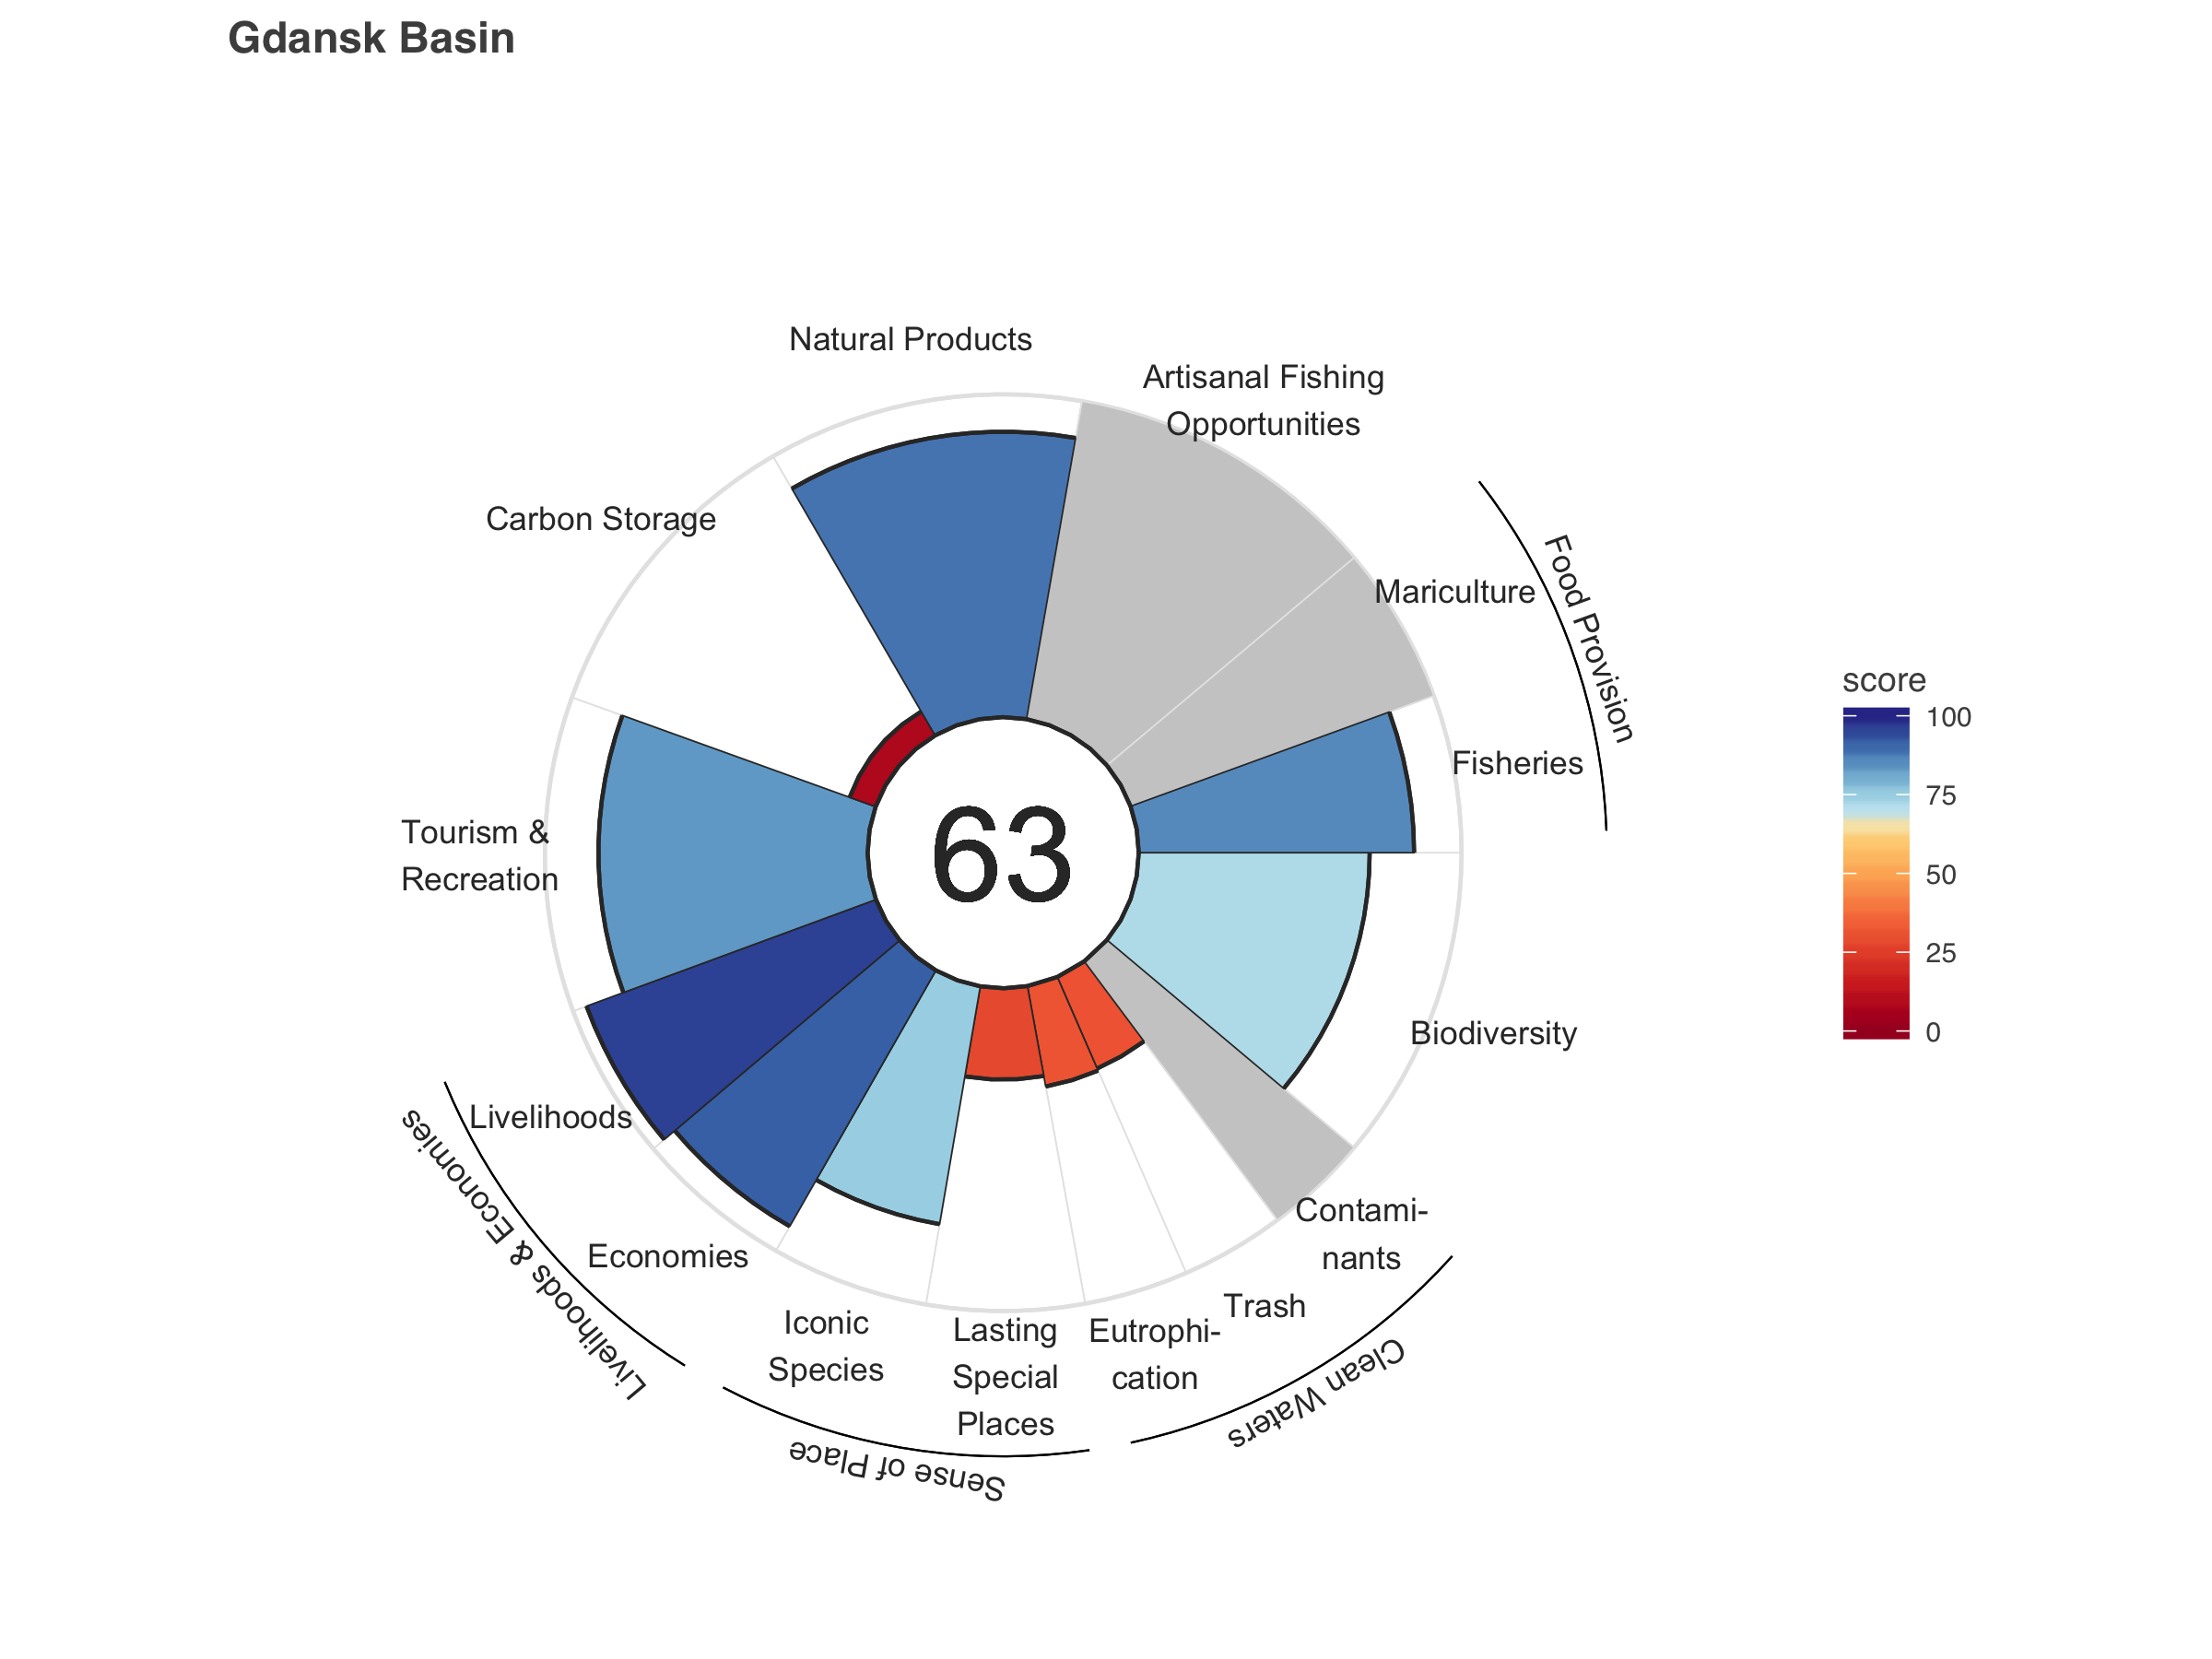 Gdansk Basin
Natural Products
Artisanal Fishing
Opportunities
Carbon Storage
Mariculture
Food Provision
Fisheries
score
100
75
50
25
0
63
Tourism &
Recreation
Biodiversity
Livelihoods
Livelihoods & Economies
Economies
Contami-
nants
Trash
Clean Waters
Iconic
Species
Lasting
Special
Places
Eutrophi-
cation
Sense of Place